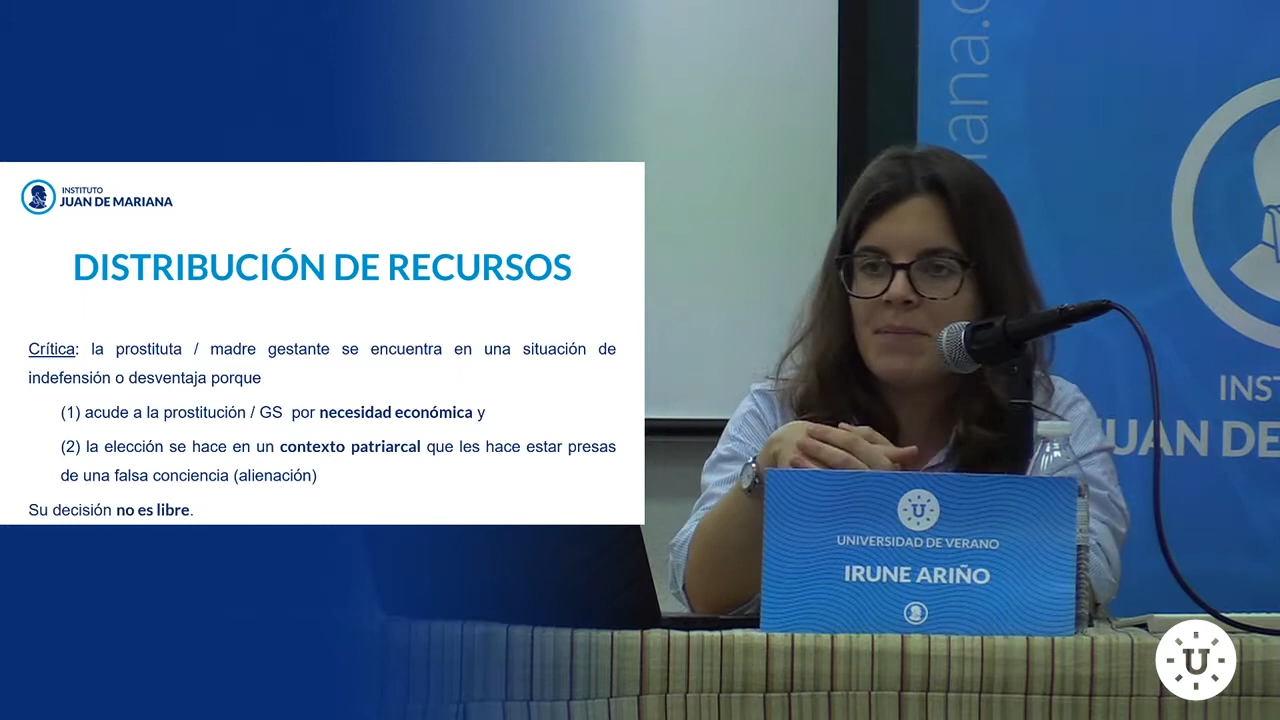 INSTITUTO
JUAN DE MARIANA
DISTRIBUCIÓN DE RECURSOS
Crítica: la prostituta / madre gestante se encuentra en una situación de
indefensión o desventaja porque
(1) acude a la prostitución / GS por necesidad económica y
(2) la elección se hace en un contexto patriarcal que les hace estar presas
de una falsa conciencia (alienación)
Su decisión no es libre.
iana.o
INST
JUAN DE
U
UNIVERSIDAD DE VERANO
IRUNE ARIÑO
U